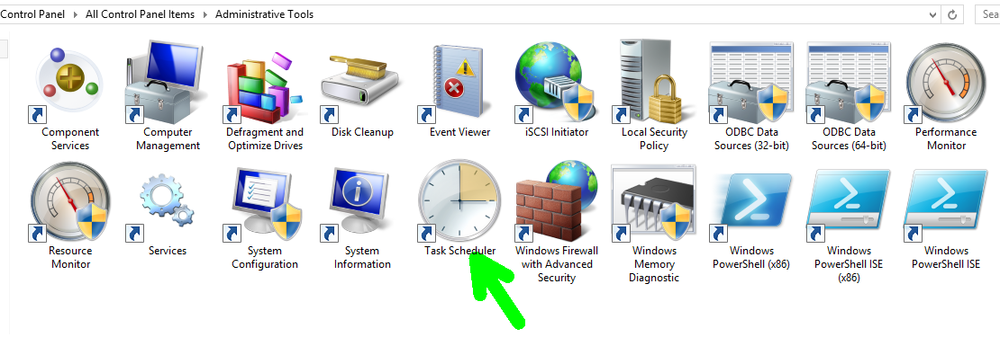 Control Panel > All Control Panel Items > Administrative Tools
Sea
Component Services
Computer Management
Defragment and Optimize Drives
Disk Cleanup
Event Viewer
iSCSI Initiator
Local Security Policy
ODBC Data Sources (32-bit)
ODBC Data Sources (64-bit)
Performance Monitor
Resource Monitor
Services
System Configuration
System Information
Task Scheduler
Windows Firewall with Advanced Security
Windows Memory Diagnostic
Windows PowerShell (x86)
Windows PowerShell ISE (x86)
Windows PowerShell ISE